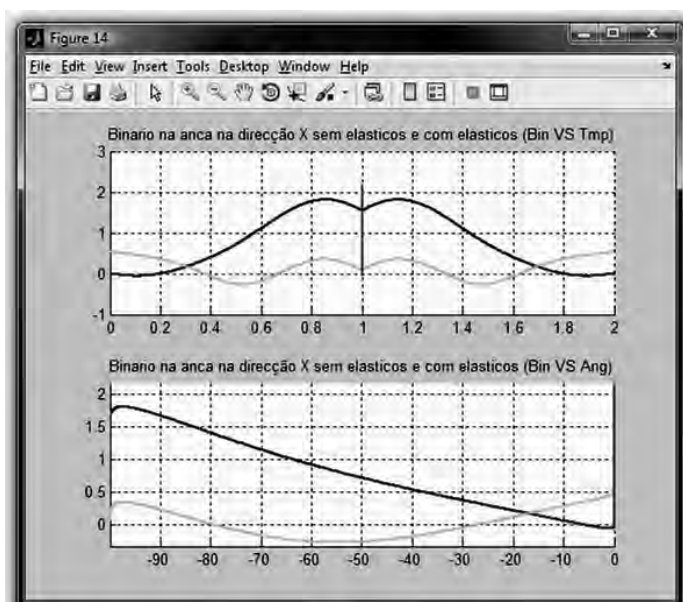 Figure 14
File Edit View Insert Tools Desktop Window Help
Binario na anca na direcção X sem elasticos e com elasticos (Bin VS Tmp)
3
2
1
0
-1
0 0.2 0.4 0.6 0.8 1 1.2 1.4 1.6 1.8 2
Binario na anca na direcção X sem elasticos e com elasticos (Bin VS Ang)
2
1.5
1
0.5
0
-90 -80 -70 -60 -50 -40 -30 -20 -10 0